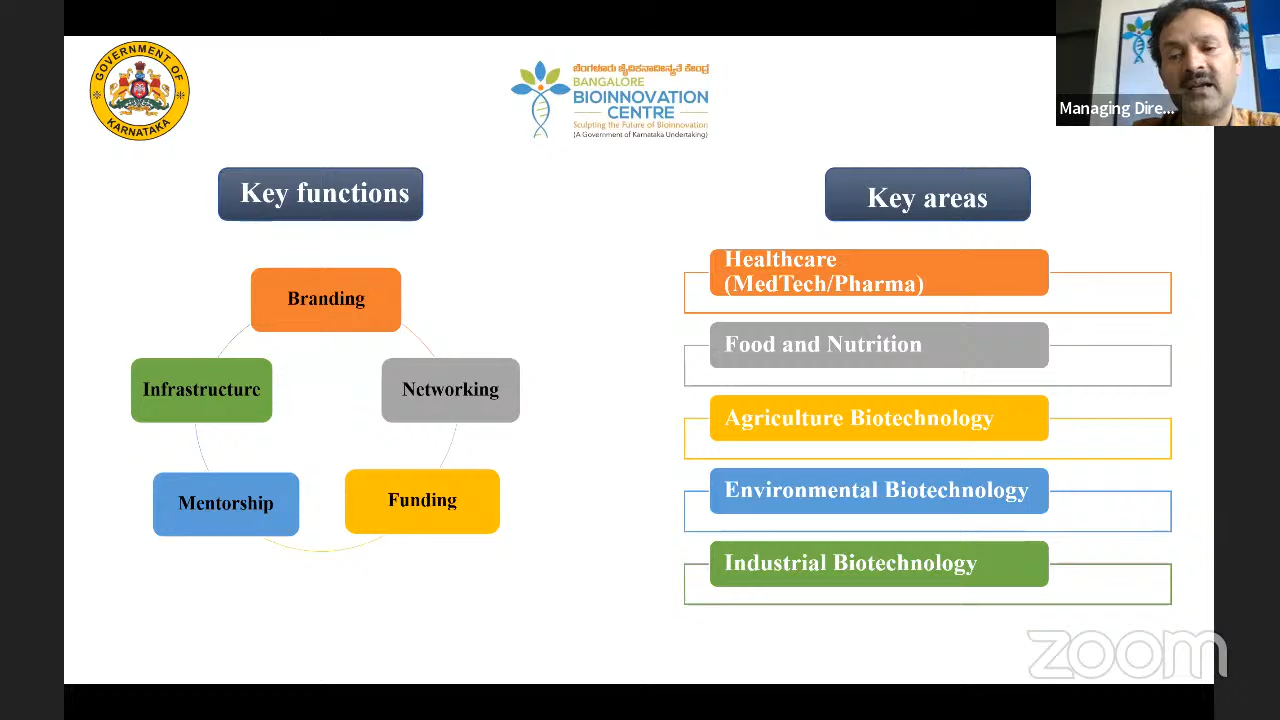 GOVERNMENT OF
KARNATAKA
ಬೆಂಗಳೂರು ಜೈವಿಕನಾವೀನ್ಯತೆ ಕೇಂದ್ರ
BANGALORE
BIOINNOVATION
CENTRE
Sculpting the Future of Bioinnovation
(A Government of Karnataka Undertaking)
Managing Dire...
Key functions
Branding
Infrastructure
Networking
Mentorship
Funding
Key areas
Healthcare
(MedTech/Pharma)
Food and Nutrition
Agriculture Biotechnology
Environmental Biotechnology
Industrial Biotechnology
zoom